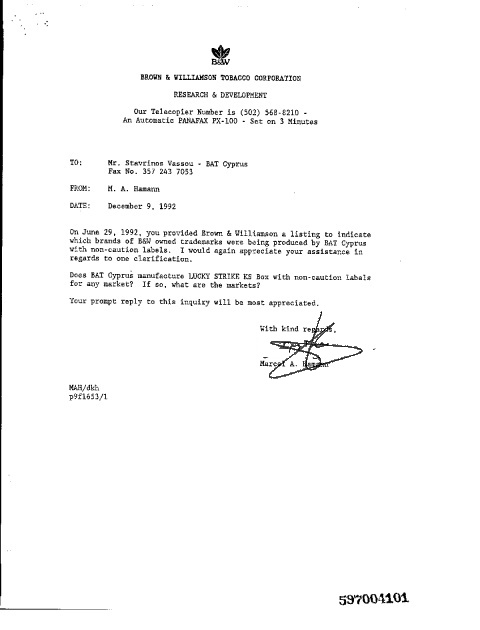 B&W
BROWN & WILLIAMSON TOBACCO CORPORATION
RESEARCH & DEVELOPMENT
Our Telecopier Number is (502) 568-8210 -
An Automatic PANAFAX PX-100 - Set on 3 Minutes
TO: Mr. Stavrinos Vassou - BAT Cyprus
Fax No. 357 243 7053
FROM: M. A. Hamann
DATE: December 9, 1992
On June 29, 1992, you provided Brown & Williamson a listing to indicate
which brands of B&W owned trademarks were being produced by BAT Cyprus
with non-caution labels. I would again appreciate your assistance in
regards to one clarification.
Does BAT Cyprus manufacture LUCKY STRIKE KS Box with non-caution labels
for any market? If so, what are the markets?
Your prompt reply to this inquiry will be most appreciated.
With kind regards,
Marcel A. Hamann
MAH/dkh
p9f1653/1
597004101